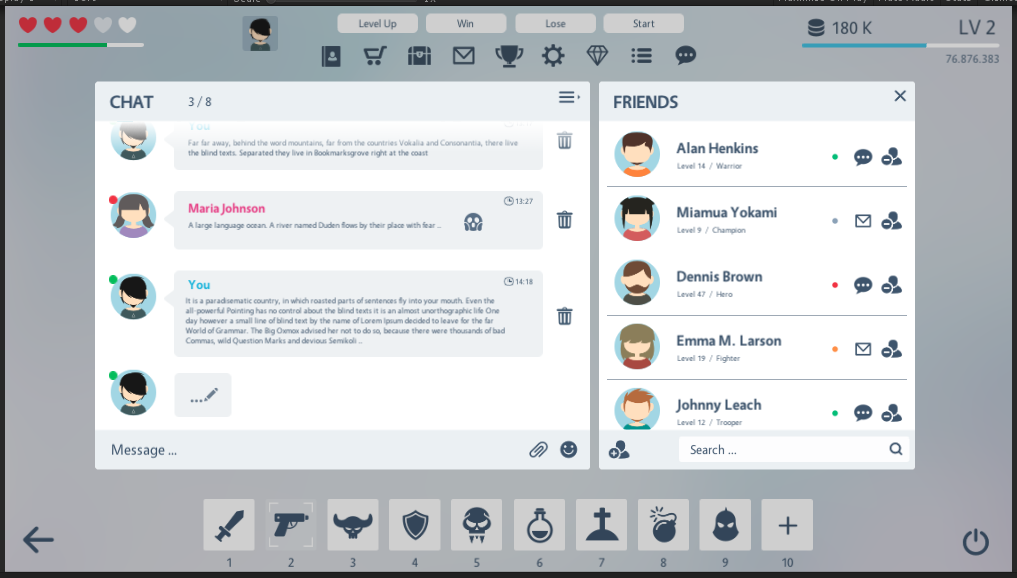 Level Up
Win
Lose
Start
180 K
LV 2
76.876.383
CHAT
3 / 8
FRIENDS
You
Far far away, behind the word mountains, far from the countries Vokalia and Consonantia, there live
the blind texts. Separated they live in Bookmarksgrove right at the coast
Maria Johnson
13:27
A large language ocean. A river named Duden flows by their place with fear ..
You
14:18
It is a paradisematic country, in which roasted parts of sentences fly into your mouth. Even the
all-powerful Pointing has no control about the blind texts it is an almost unorthographic life One
day however a small line of blind text by the name of Lorem Ipsum decided to leave for the far
World of Grammar. The Big Oxmox advised her not to do so, because there were thousands of bad
Commas, wild Question Marks and devious Semikoli ..
...
Message ...
Alan Henkins
Level 14 / Warrior
Miamua Yokami
Level 9 / Champion
Dennis Brown
Level 47 / Hero
Emma M. Larson
Level 19 / Fighter
Johnny Leach
Level 12 / Trooper
Search ...
1
2
3
4
5
6
7
8
9
10